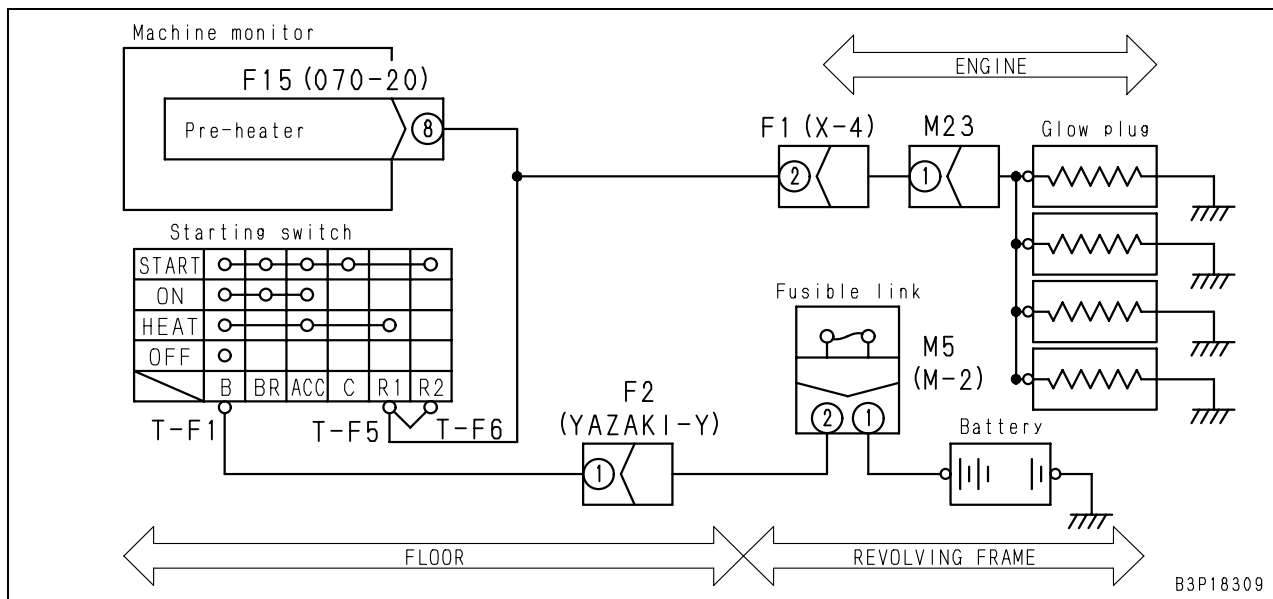 Machine monitor
F15 (070-20)
Pre-heater
8
ENGINE
F1 (X-4)
M23
Glow plug
2
1
Starting switch
START
ON
HEAT
OFF
B BR ACC C R1 R2
T-F1 T-F5 T-F6
Fusible link
M5
(M-2)
2 1
F2
(YAZAKI-Y)
1
Battery
FLOOR
REVOLVING FRAME
B3P18309